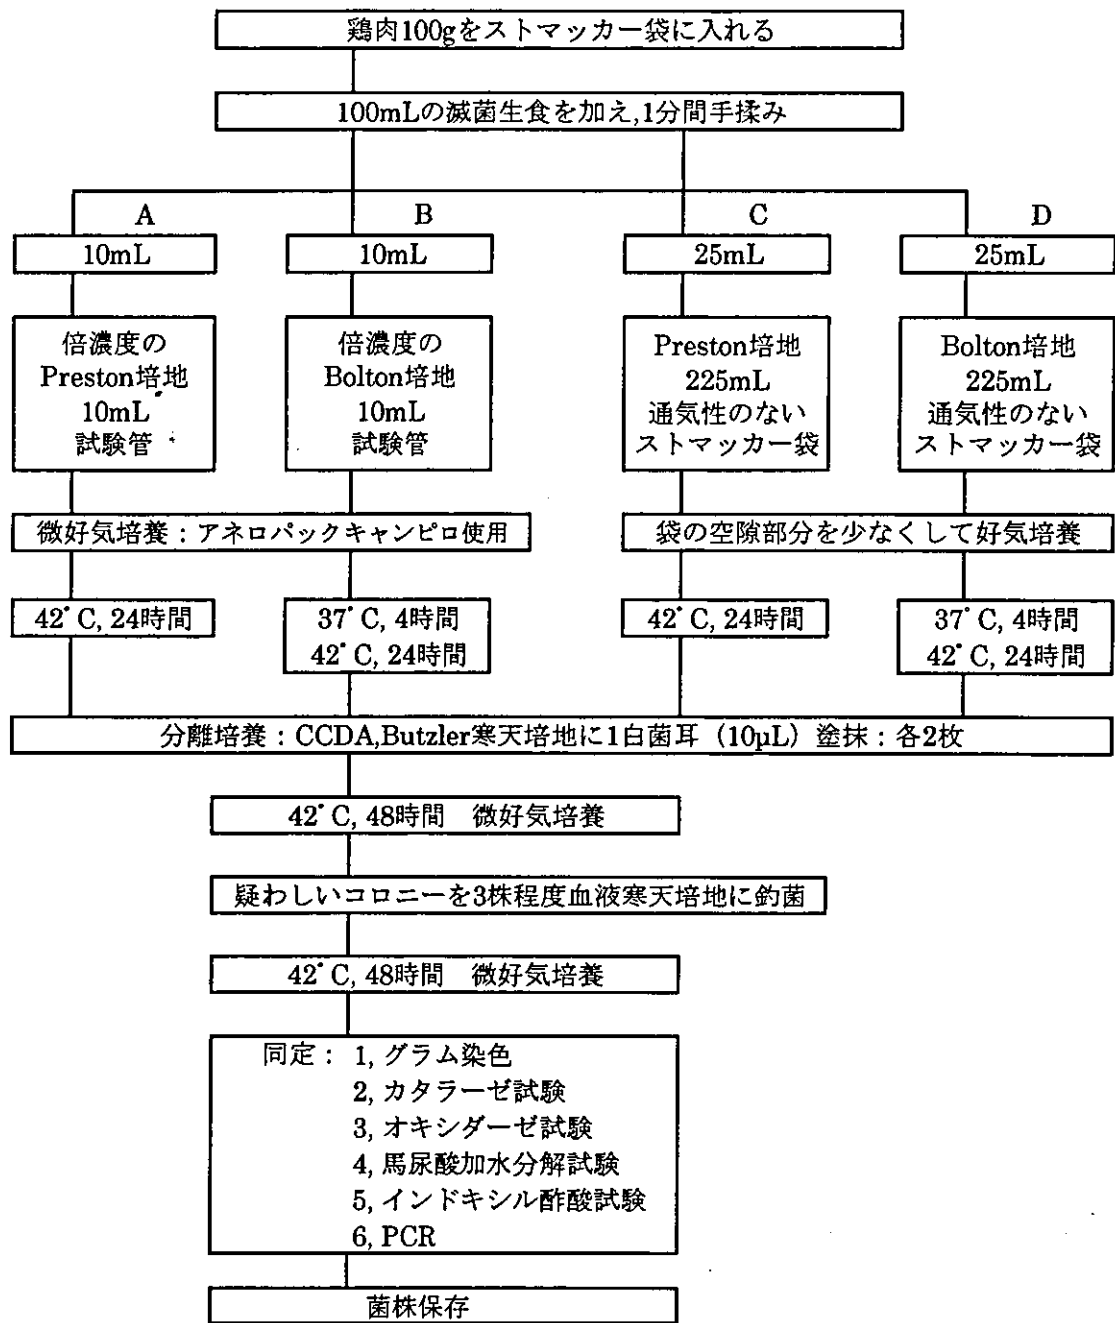 鶏肉100gをストマッカー袋に入れる
100mLの滅菌生食を加え,1分間手揉み
A
B
C
D
10mL
10mL
25mL
25mL
倍濃度の
Preston培地
10mL
試験管
倍濃度の
Bolton培地
10mL
試験管
Preston培地
225mL
通気性のない
ストマッカー袋
Bolton培地
225mL
通気性のない
ストマッカー袋
微好気培養：アネロパックキャンピロ使用
袋の空隙部分を少なくして好気培養
42°C, 24時間
37°C, 4時間
42°C, 24時間
42°C, 24時間
37°C, 4時間
42°C, 24時間
分離培養：CCDA,Butzler寒天培地に1白菌耳（10μL）塗抹：各2枚
42°C, 48時間　微好気培養
疑わしいコロニーを3株程度血液寒天培地に釣菌
42°C, 48時間　微好気培養
同定：1, グラム染色
2, カタラーゼ試験
3, オキシダーゼ試験
4, 馬尿酸加水分解試験
5, インドキシル酢酸試験
6, PCR
菌株保存